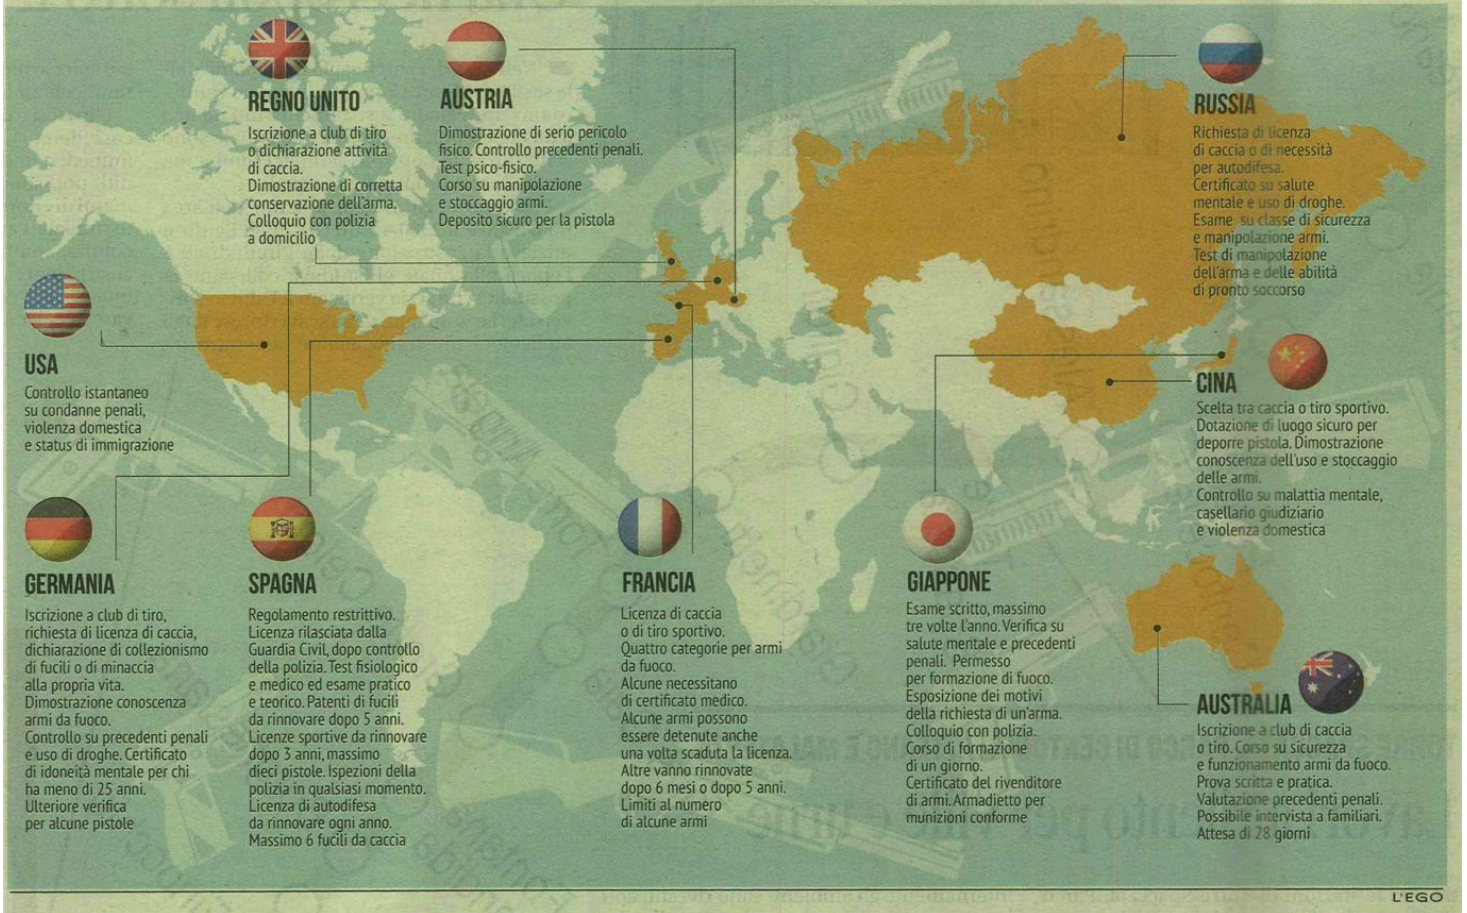 REGNO UNITO
Iscrizione a club di tiro
o dichiarazione attività
di caccia.
Dimostrazione di corretta
conservazione dell'arma.
Colloquio con polizia
a domicilio
AUSTRIA
Dimostrazione di serio pericolo
fisico. Controllo precedenti penali.
Test psico-fisico.
Corso su manipolazione
e stoccaggio armi.
Deposito sicuro per la pistola
RUSSIA
Richiesta di licenza
di caccia o di necessità
per autodifesa.
Certificato su salute
mentale e uso di droghe.
Esame su classe di sicurezza
e manipolazione armi.
Test di manipolazione
dell'arma e delle abilità
di pronto soccorso
USA
Controllo istantaneo
su condanne penali,
violenza domestica
e status di immigrazione
CINA
Scelta tra caccia o tiro sportivo.
Dotazione di luogo sicuro per
deporre pistola. Dimostrazione
conoscenza dell'uso e stoccaggio
delle armi.
Controllo su malattia mentale,
casellario giudiziario
e violenza domestica
GERMANIA
Iscrizione a club di tiro,
richiesta di licenza di caccia,
dichiarazione di collezionismo
di fucili o di minaccia
alla propria vita.
Dimostrazione conoscenza
armi da fuoco.
Controllo su precedenti penali
e uso di droghe. Certificato
di idoneità mentale per chi
ha meno di 25 anni.
Ulteriore verifica
per alcune pistole
SPAGNA
Regolamento restrittivo.
Licenza rilasciata dalla
Guardia Civil, dopo controllo
della polizia. Test fisiologico
e medico ed esame pratico
e teorico. Patenti di fucili
da rinnovare dopo 5 anni.
Licenze sportive da rinnovare
dopo 3 anni, massimo
dieci pistole. Ispezioni della
polizia in qualsiasi momento.
Licenza di autodifesa
da rinnovare ogni anno.
Massimo 6 fucili da caccia
FRANCIA
Licenza di caccia
o di tiro sportivo.
Quattro categorie per armi
da fuoco.
Alcune necessitano
di certificato medico.
Alcune armi possono
essere detenute anche
una volta scaduta la licenza.
Altre vanno rinnovate
dopo 6 mesi o dopo 5 anni.
Limiti al numero
di alcune armi
GIAPPONE
Esame scritto, massimo
tre volte l'anno. Verifica su
salute mentale e precedenti
penali. Permesso
per formazione di fuoco.
Esposizione dei motivi
della richiesta di un'arma.
Colloquio con polizia.
Corso di formazione
di un giorno.
Certificato del rivenditore
di armi. Armadietto per
munizioni conforme
AUSTRALIA
Iscrizione a club di caccia
o tiro. Corso su sicurezza
e funzionamento armi da fuoco.
Prova scritta e pratica.
Valutazione precedenti penali.
Possibile intervista a familiari.
Attesa di 28 giorni
L'EGO